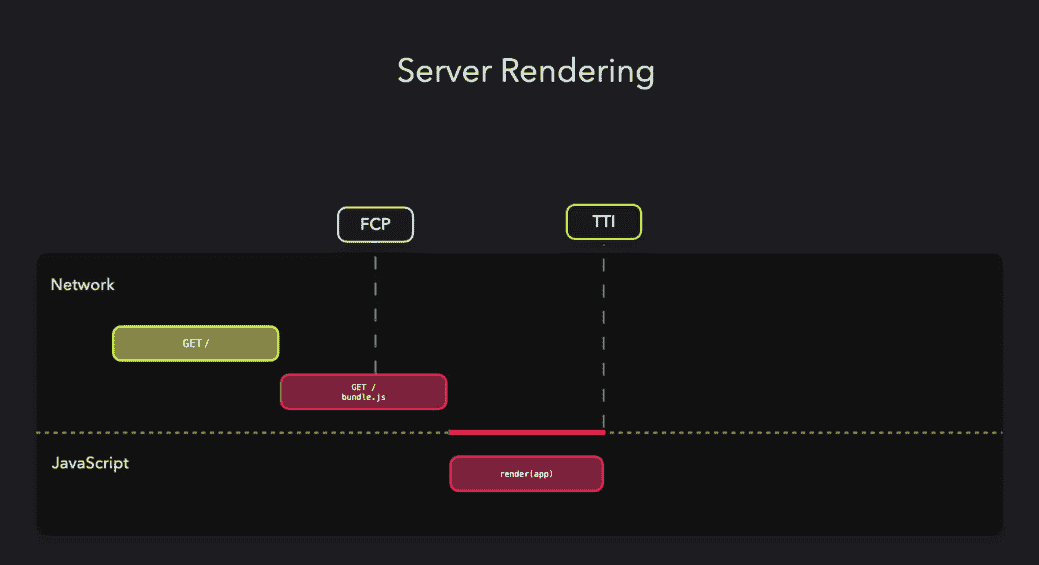 Server Rendering
FCP
TTI
Network
GET /
GET /
bundle.js
JavaScript
render(app)